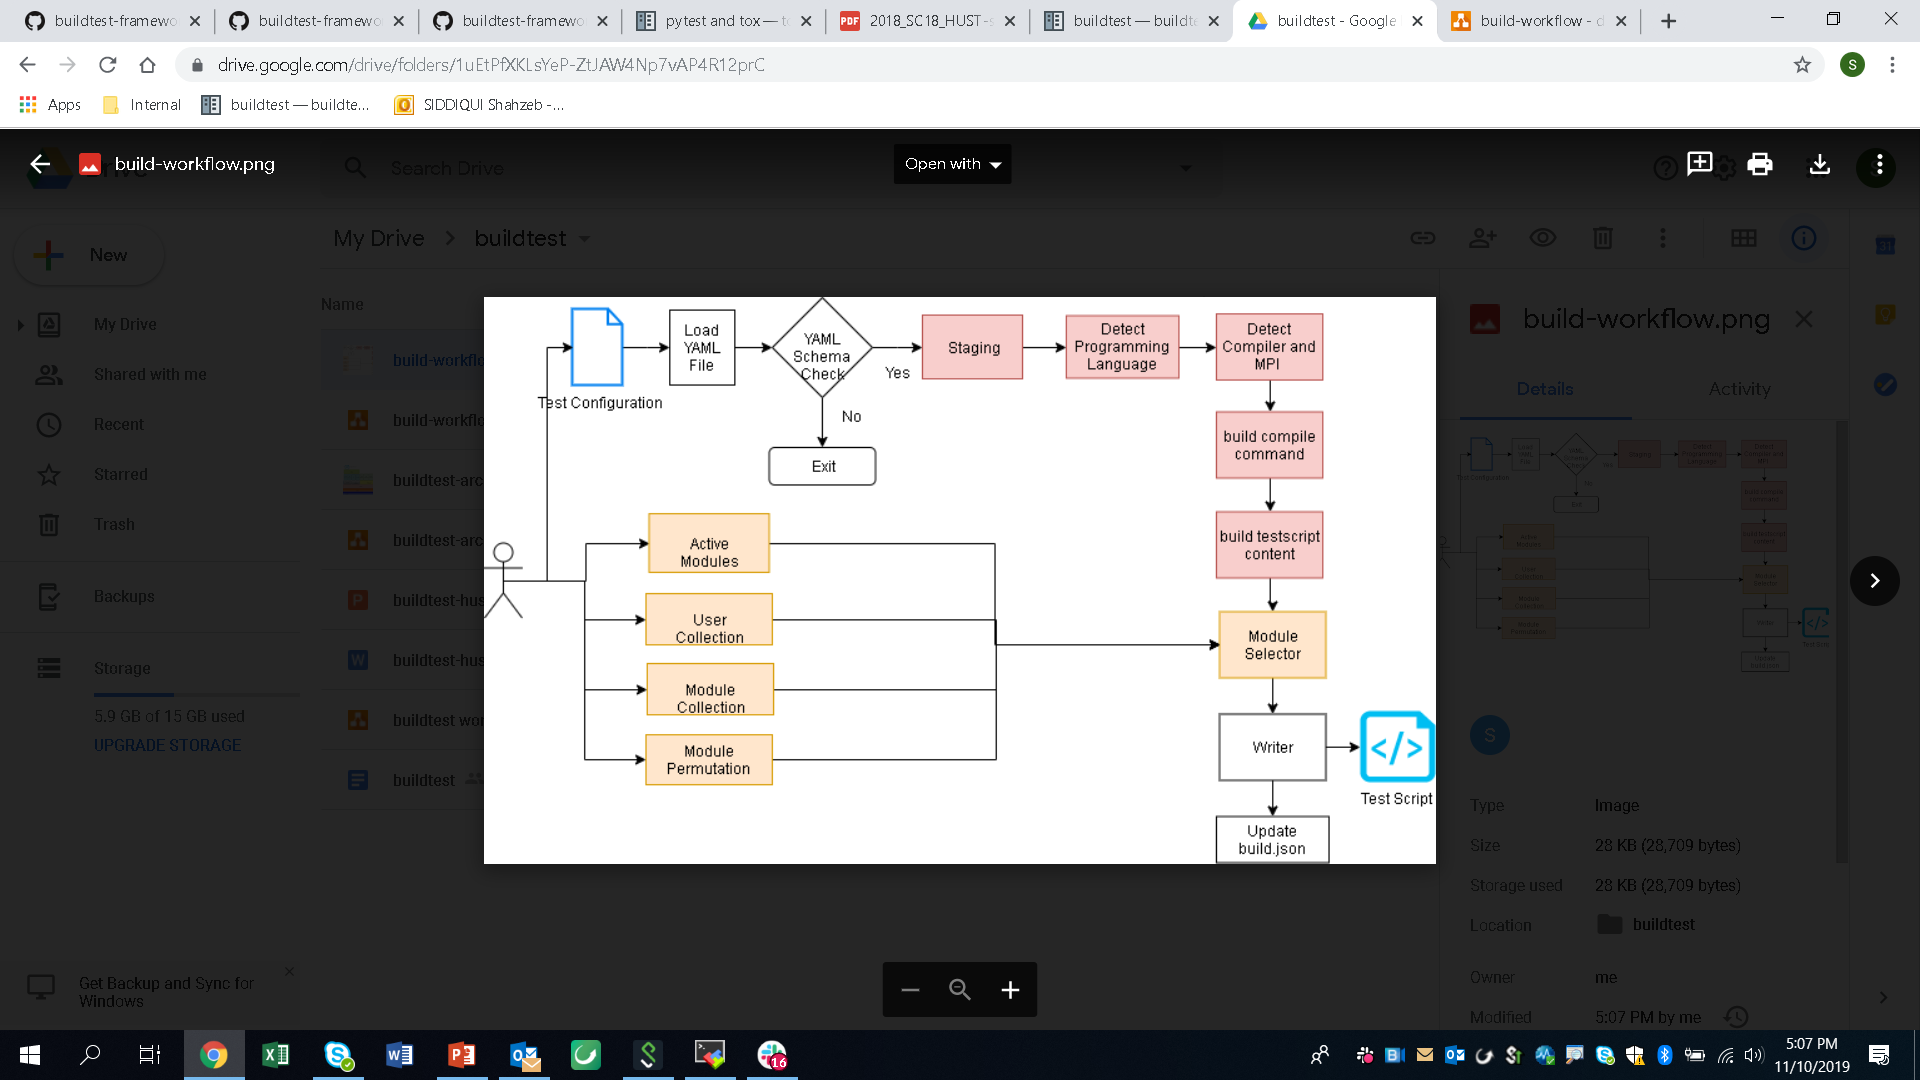 buildtest-framewo
buildtest-framewo
buildtest-framewo
pytest and tox — t
2018_SC18_HUST-s
buildtest — buildte
buildtest - Google
build-workflow - d
drive.google.com/drive/folders/1uEtPfXKLsYeP-ZtJAW4Np7vAP4R12prC
S
Apps
Internal
buildtest — buildte...
SIDDIQUI Shahzeb -...
build-workflow.png
Search Drive
Open with
My Drive
buildtest
New
Name
My Drive
Shared with me
Recent
Starred
Trash
Backups
Storage
5.9 GB of 15 GB used
UPGRADE STORAGE
Get Backup and Sync for
Windows
build-workflo
build-workflo
buildtest-arc
buildtest-arc
buildtest-hus
buildtest-hus
buildtest wor
buildtest
Test Configuration
Load
YAML
File
YAML
Schema
Check
Yes
No
Exit
Staging
Detect
Programming
Language
Detect
Compiler and
MPI
build compile
command
build testscript
content
Active
Modules
User
Collection
Module
Collection
Module
Permutation
Module
Selector
Writer
</>
Test Script
Update
build.json
build-workflow.png
Details
Activity
S
Type
Image
Size
28 KB (28,709 bytes)
Storage used
28 KB (28,709 bytes)
Location
buildtest
Owner
me
Modified
5:07 PM by me
16
5:07 PM
11/10/2019